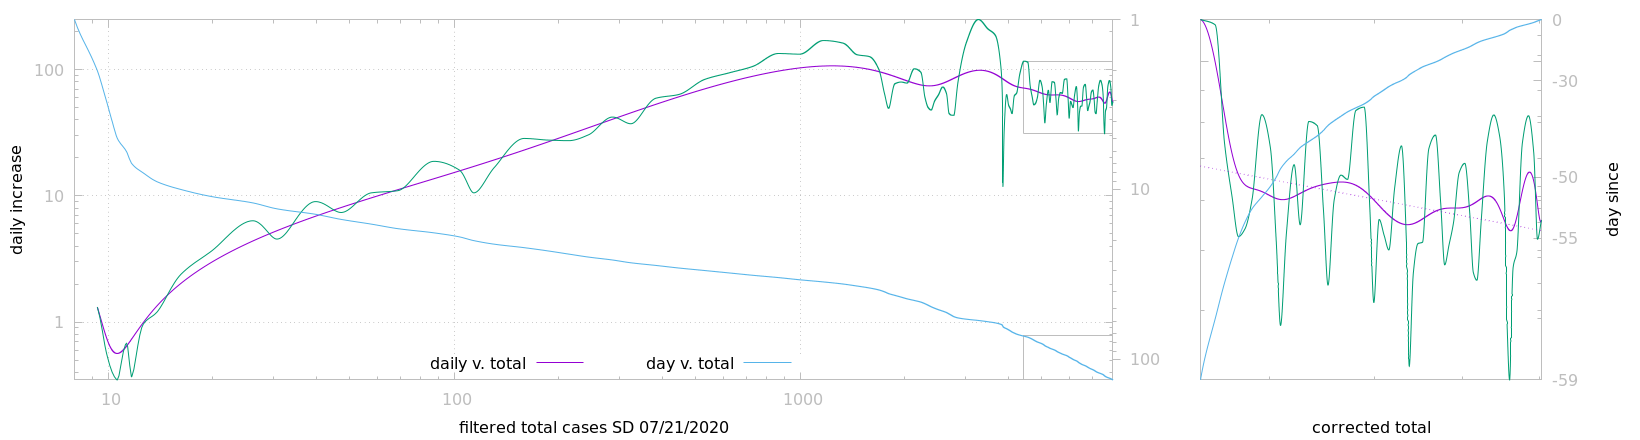 daily increase
100
10
1
10
100
1000
filtered total cases SD 07/21/2020
daily v. total
day v. total
1
10
100
0
-30
-50
-55
-59
day since
corrected total